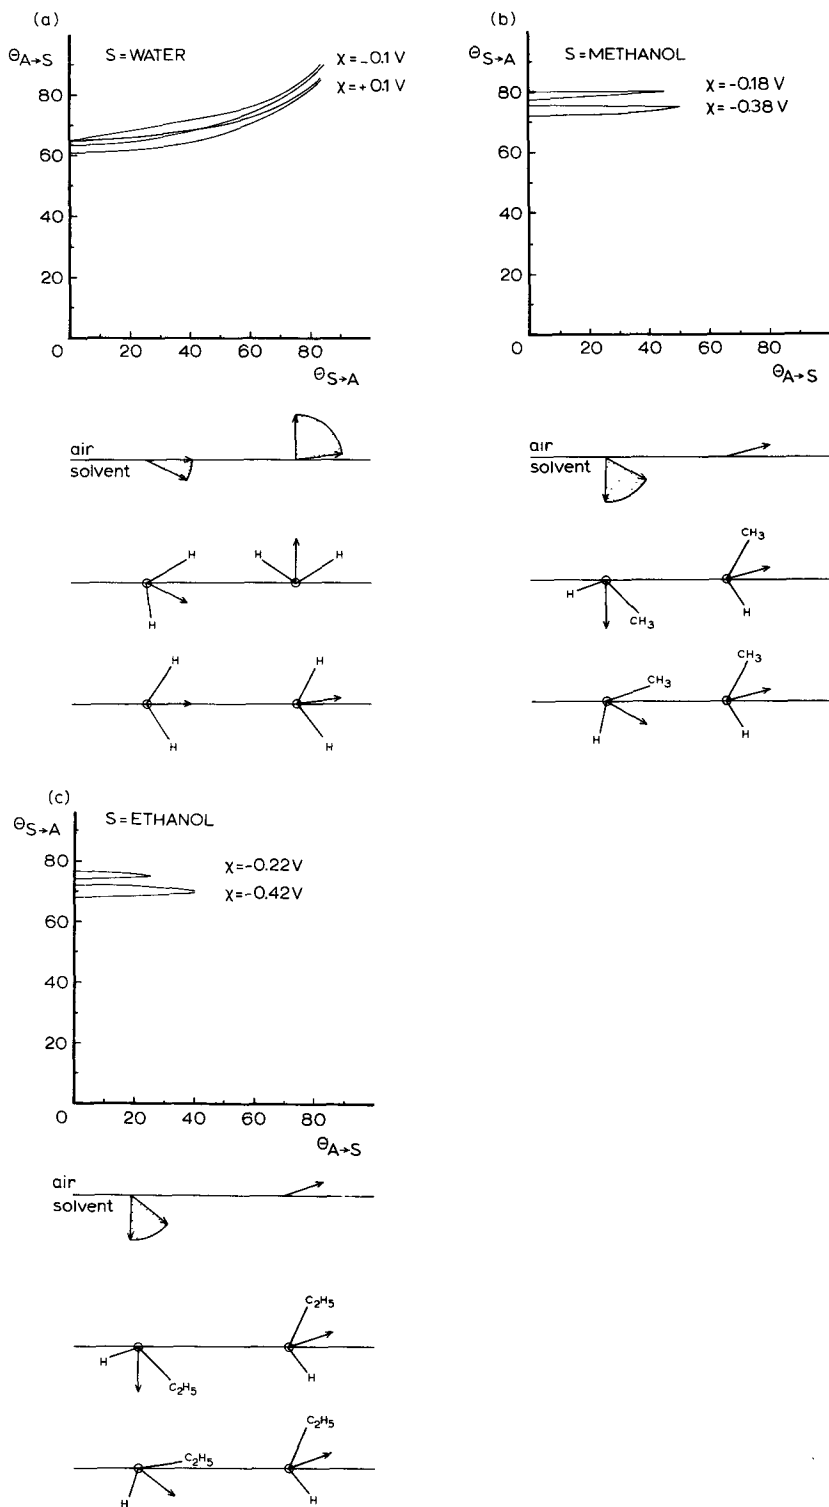 (a)
ΘA→S
S=WATER
χ=−0.1 V
χ=+0.1 V
80
60
40
20
0
20
40
60
80
ΘS→A
air
solvent
H
H
H
H
H
H
H
H
(b)
ΘS→A
S=METHANOL
χ=−0.18 V
χ=−0.38 V
80
60
40
20
0
20
40
60
80
ΘA→S
air
solvent
CH3
H
CH3
H
CH3
CH3
H
H
(c)
ΘS→A
S=ETHANOL
χ=−0.22V
χ=−0.42V
80
60
40
20
0
20
40
60
80
ΘA→S
air
solvent
C2H5
H
C2H5
H
C2H5
C2H5
H
H